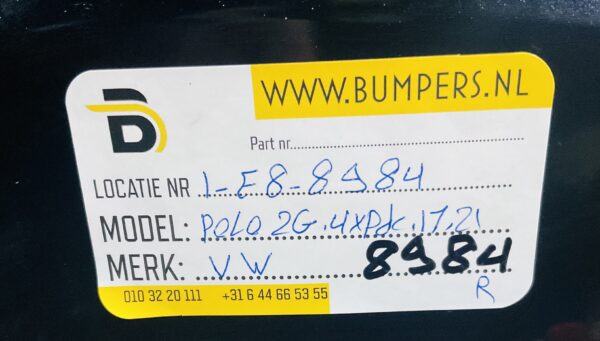 WWW.BUMPERS.NL
Part nr.
LOCATIE NR 1-E8-8984
MODEL: POLO 2G.4xPdc.17.21
MERK: VW 8984
010 32 20 111 +31 6 44 66 53 55 R